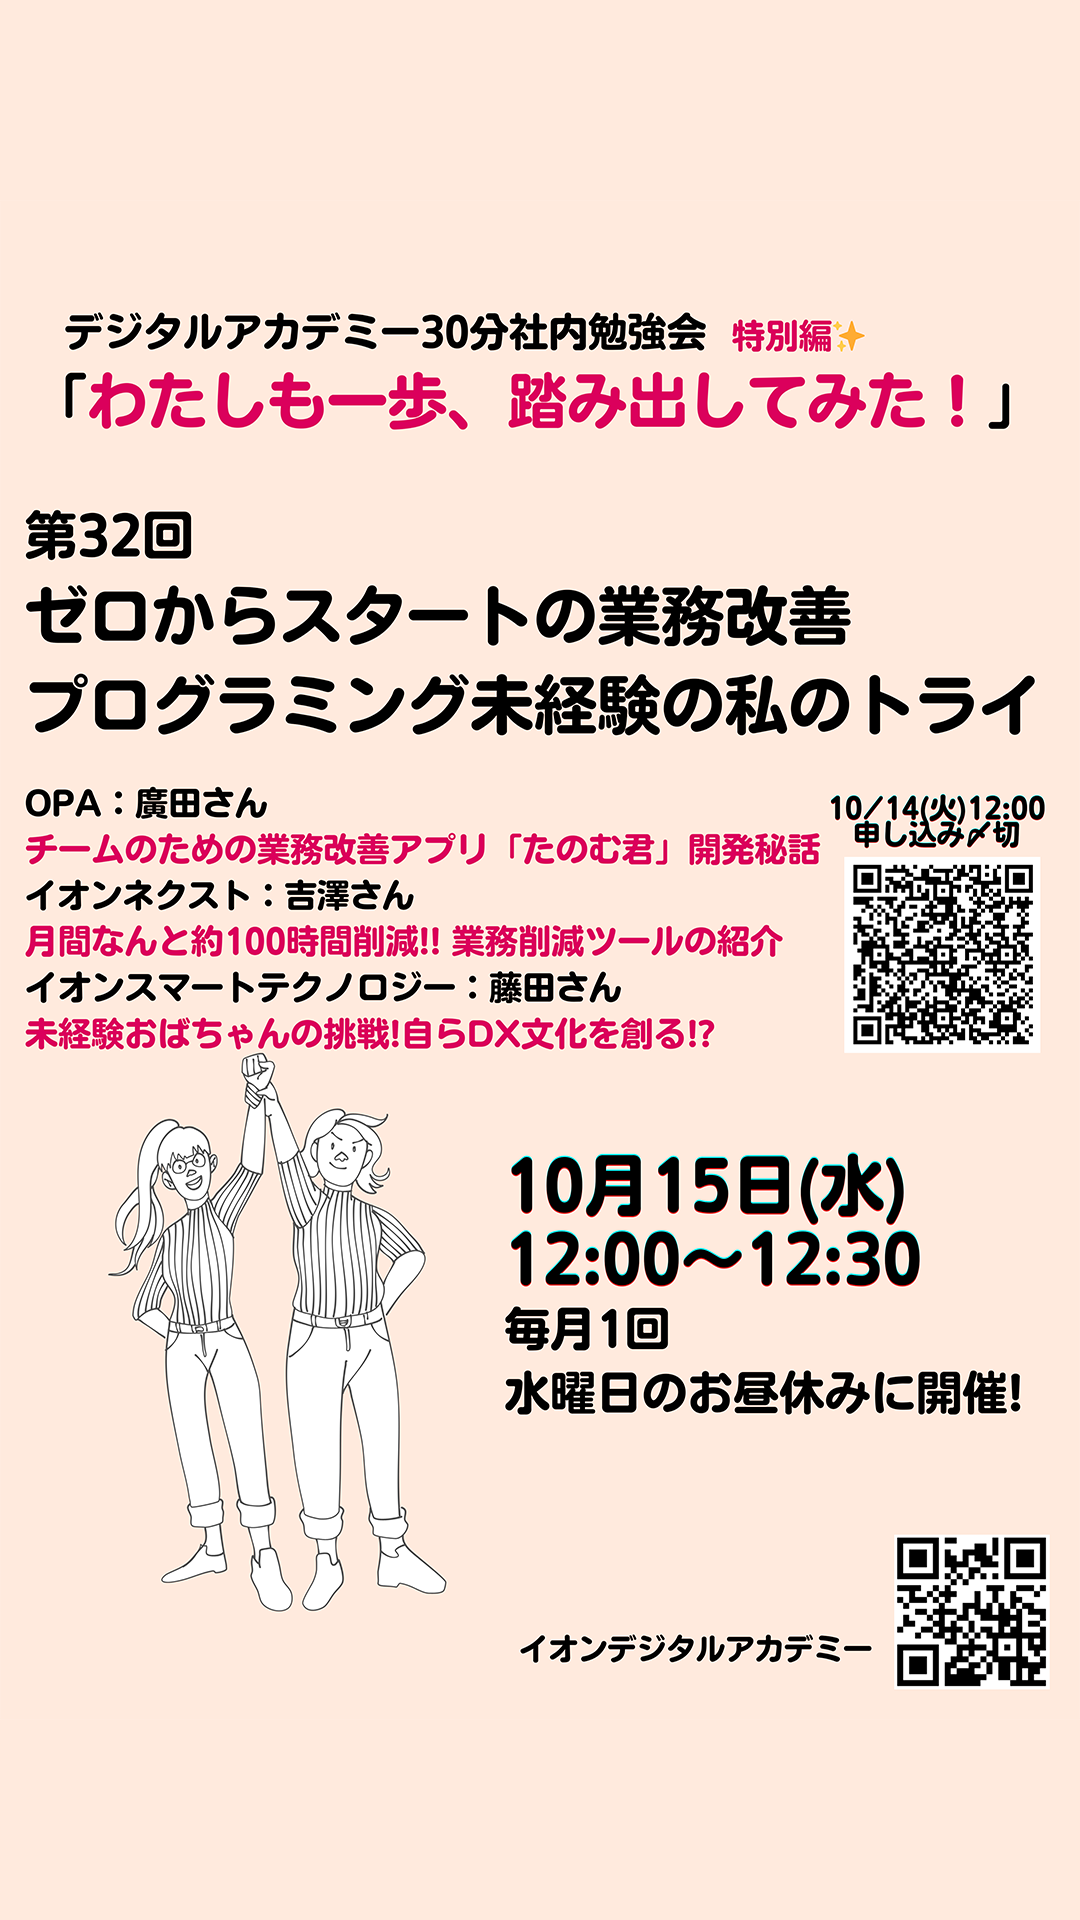 デジタルアカデミー30分社内勉強会 特別編✨
「わたしも一歩、踏み出してみた！」
第32回
ゼロからスタートの業務改善
プログラミング未経験の私のトライ
OPA：廣田さん
チームのための業務改善アプリ「たのむ君」開発秘話
イオンネクスト：吉澤さん
月間なんと約100時間削減!! 業務削減ツールの紹介
イオンスマートテクノロジー：藤田さん
未経験おばちゃんの挑戦!自らDX文化を創る!?
10／14(火)12:00
申し込み〆切
10月15日(水)
12:00〜12:30
毎月1回
水曜日のお昼休みに開催!
イオンデジタルアカデミー